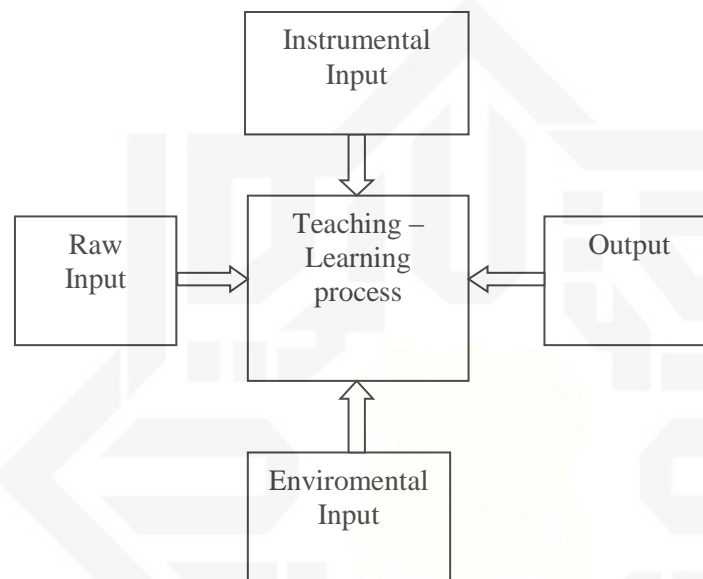 Instrumental
Input
Teaching –
Learning
process
Raw
Input
Output
Enviromental
Input